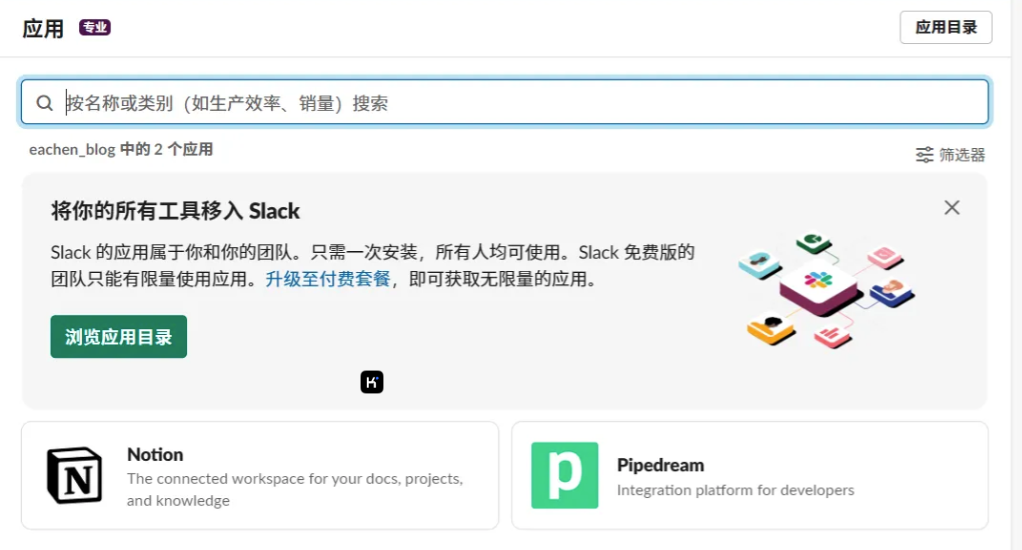 应用 专业 应用目录
按名称或类别（如生产效率、销量）搜索
eachen_blog 中的 2 个应用
筛选器
将你的所有工具移入 Slack
Slack 的应用属于你和你的团队。只需一次安装，所有人均可使用。Slack 免费版的
团队只能有限量使用应用。升级至付费套餐，即可获取无限量的应用。
浏览应用目录
K
N
Notion
The connected workspace for your docs, projects,
and knowledge
p
Pipedream
Integration platform for developers